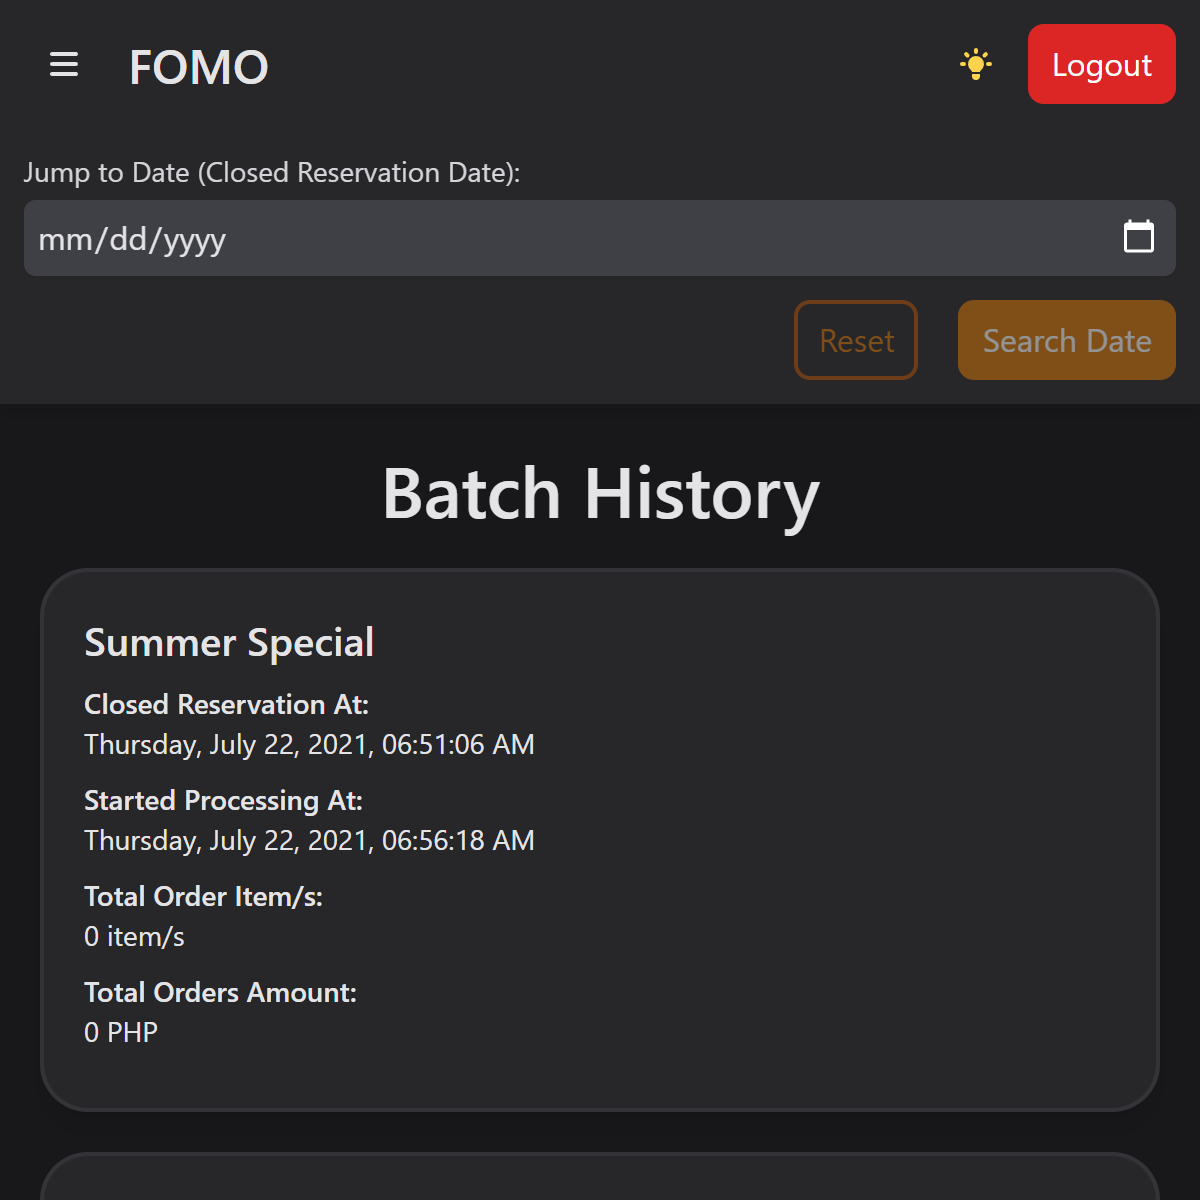 FOMO
Logout
Jump to Date (Closed Reservation Date):
mm/dd/yyyy
Reset
Search Date
Batch History
Summer Special
Closed Reservation At:
Thursday, July 22, 2021, 06:51:06 AM
Started Processing At:
Thursday, July 22, 2021, 06:56:18 AM
Total Order Item/s:
0 item/s
Total Orders Amount:
0 PHP